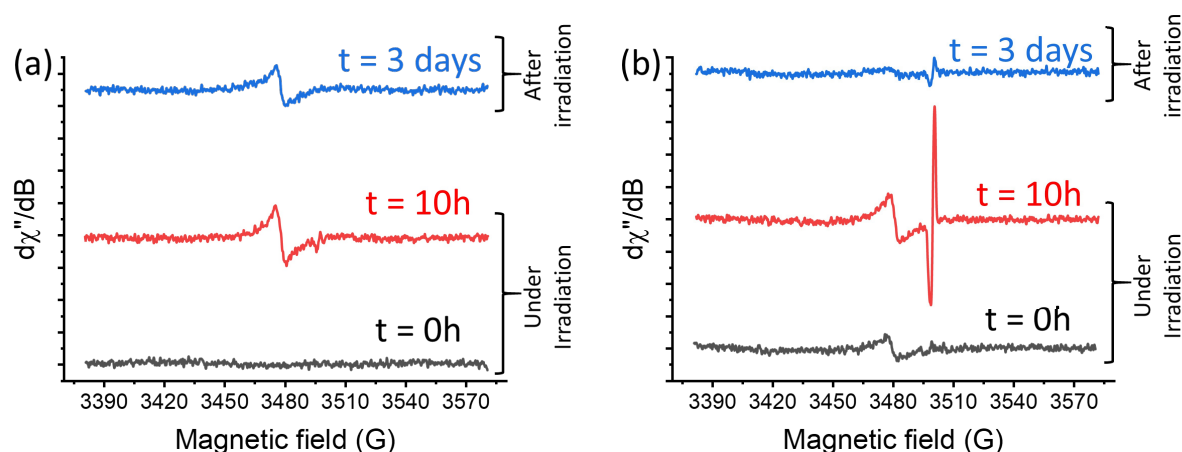 (a)
t = 3 days
After
irradiation
t = 10h
t = 0h
Under
Irradiation
dχ"/dB
3390 3420 3450 3480 3510 3540 3570
Magnetic field (G)
(b)
t = 3 days
After
irradiation
t = 10h
t = 0h
Under
Irradiation
dχ"/dB
3390 3420 3450 3480 3510 3540 3570
Magnetic field (G)